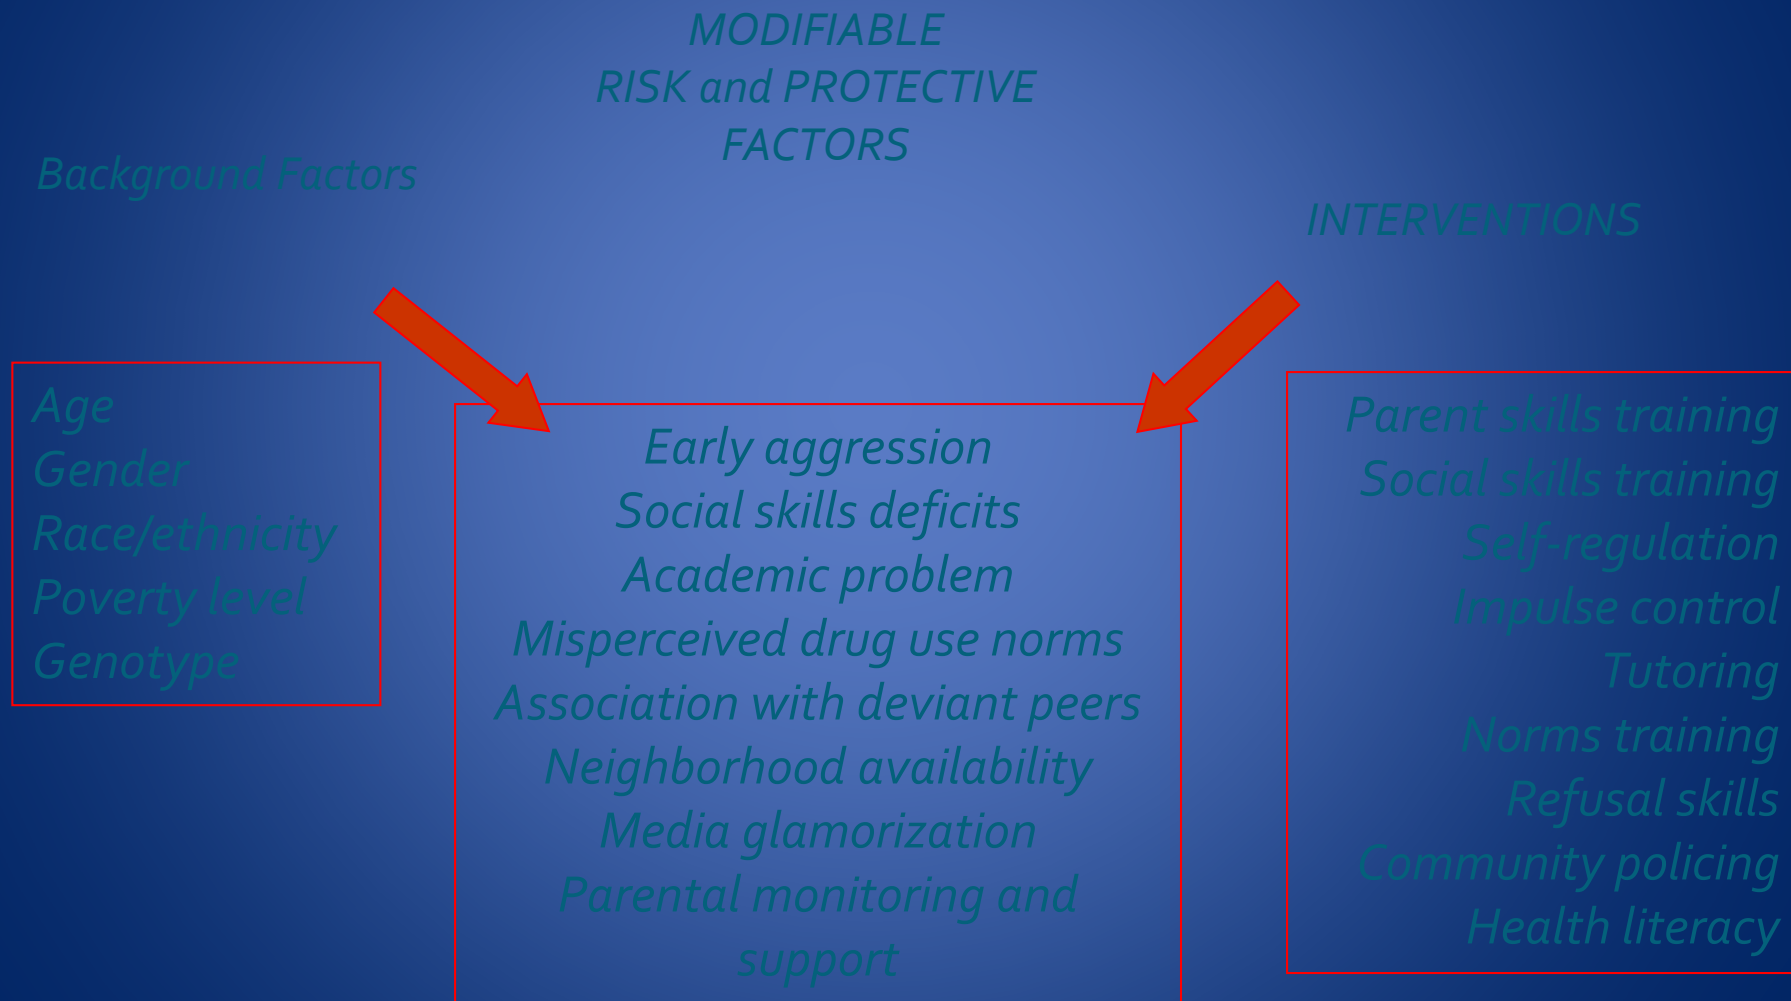 MODIFIABLE
RISK and PROTECTIVE
FACTORS
Background Factors
INTERVENTIONS
Age
Gender
Race/ethnicity
Poverty level
Genotype
Early aggression
Social skills deficits
Academic problem
Misperceived drug use norms
Association with deviant peers
Neighborhood availability
Media glamorization
Parental monitoring and
support
Parent skills training
Social skills training
Self-regulation
Impulse control
Tutoring
Norms training
Refusal skills
Community policing
Health literacy